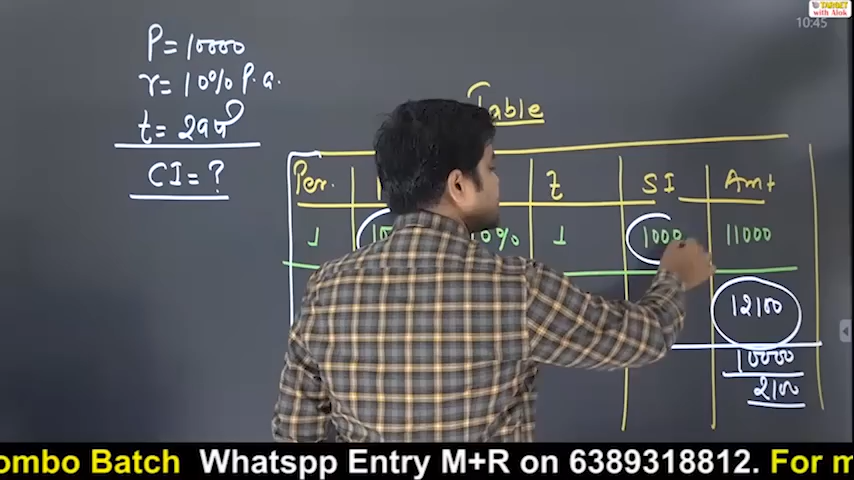 TARGET
with Alok
10:45
P = 10000
r = 10% P.a.
t = 2वर्ष
CI = ?
Table
Per. t SI Amt
1 10% 1 1000 11000
12100
10000
2100
ombo Batch Whatspp Entry M+R on 6389318812. For m